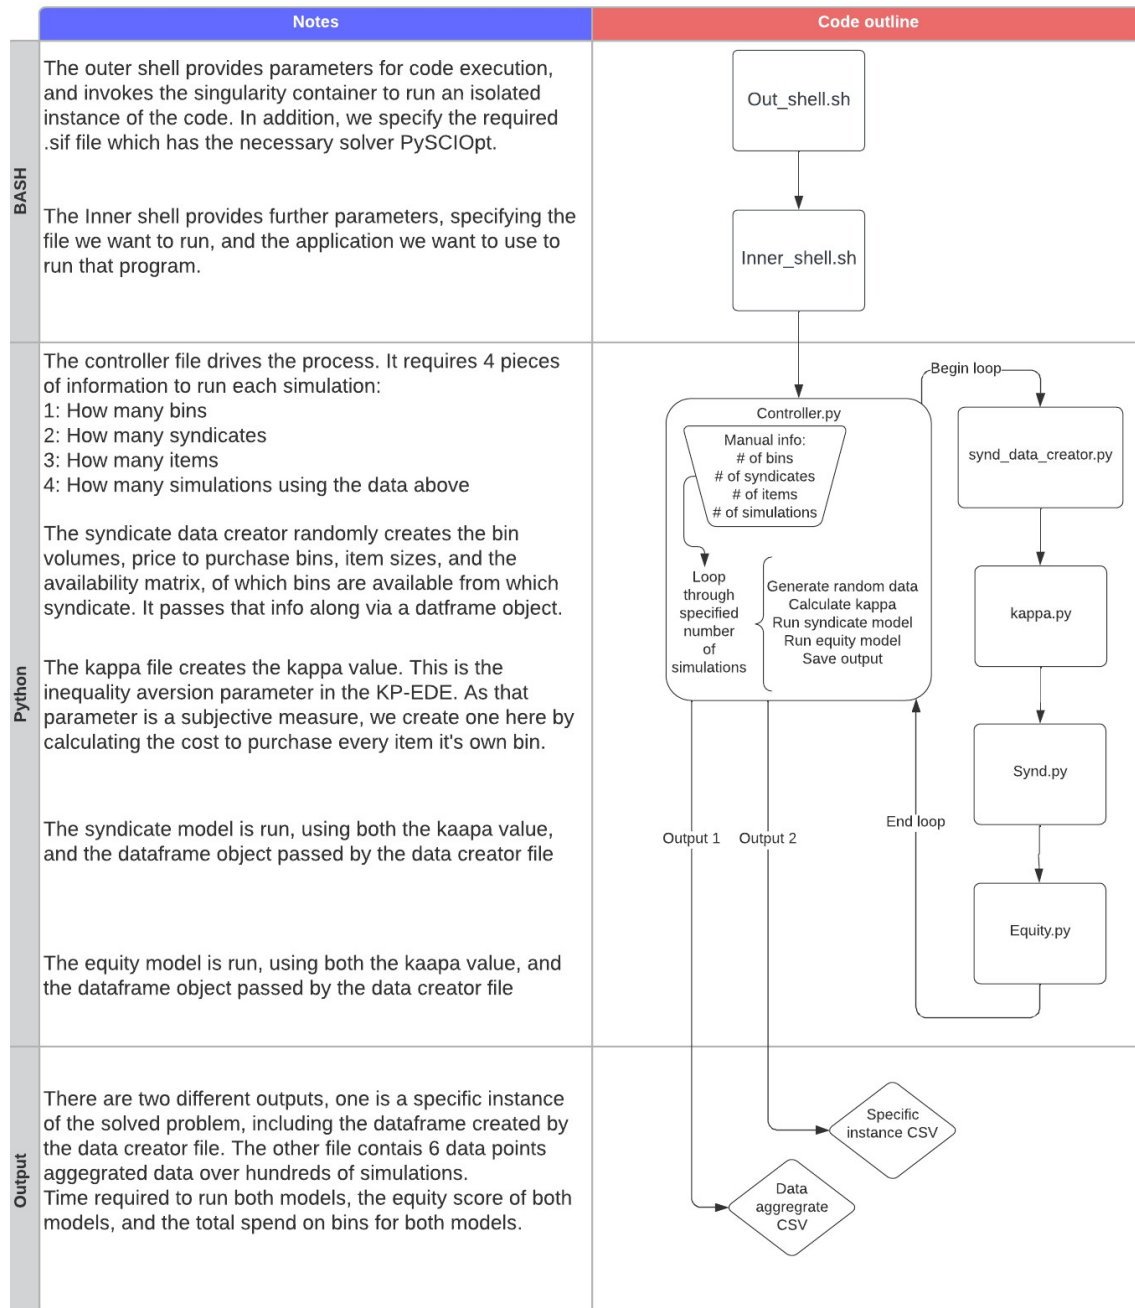 Notes
Code outline
BASH
The outer shell provides parameters for code execution,
and invokes the singularity container to run an isolated
instance of the code. In addition, we specify the required
.sif file which has the necessary solver PySCIOpt.
The Inner shell provides further parameters, specifying the
file we want to run, and the application we want to use to
run that program.
Out_shell.sh
Inner_shell.sh
Python
The controller file drives the process. It requires 4 pieces
of information to run each simulation:
1: How many bins
2: How many syndicates
3: How many items
4: How many simulations using the data above
The syndicate data creator randomly creates the bin
volumes, price to purchase bins, item sizes, and the
availability matrix, of which bins are available from which
syndicate. It passes that info along via a datframe object.
The kappa file creates the kappa value. This is the
inequality aversion parameter in the KP-EDE. As that
parameter is a subjective measure, we create one here by
calculating the cost to purchase every item it's own bin.
The syndicate model is run, using both the kaapa value,
and the dataframe object passed by the data creator file
The equity model is run, using both the kaapa value, and
the dataframe object passed by the data creator file
Begin loop
Controller.py
Manual info:
# of bins
# of syndicates
# of items
# of simulations
Loop
through
specified
number
of
simulations
Generate random data
Calculate kappa
Run syndicate model
Run equity model
Save output
synd_data_creator.py
kappa.py
Synd.py
Equity.py
End loop
Output 1
Output 2
Output
There are two different outputs, one is a specific instance
of the solved problem, including the dataframe created by
the data creator file. The other file contais 6 data points
aggegrated data over hundreds of simulations.
Time required to run both models, the equity score of both
models, and the total spend on bins for both models.
Specific
instance CSV
Data
aggregrate
CSV